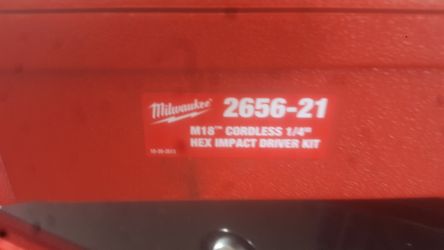 Milwaukee 2656-21
M18™ CORDLESS 1/4"
HEX IMPACT DRIVER KIT